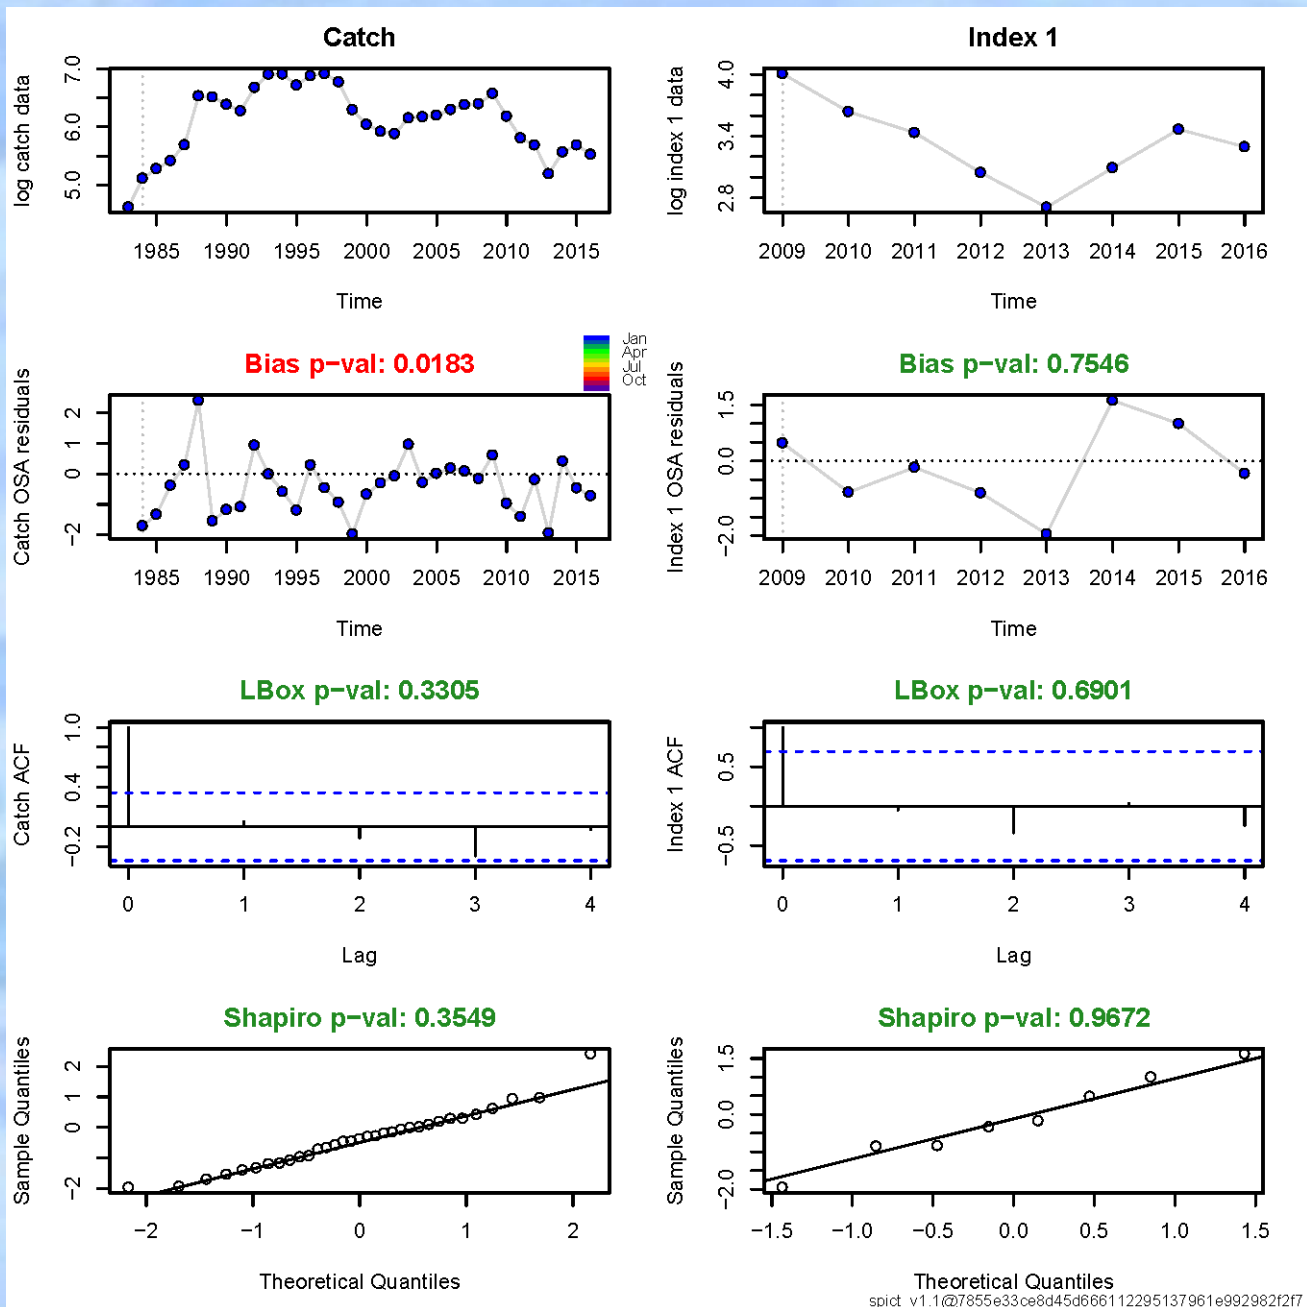 Catch
log catch data
5.0 6.0 7.0
1985 1990 1995 2000 2005 2010 2015
Time
Index 1
log index 1 data
2.8 3.4 4.0
2009 2010 2011 2012 2013 2014 2015 2016
Time
Bias p−val: 0.0183
Jan
Apr
Jul
Oct
Catch OSA residuals
−2 0 1 2
1985 1990 1995 2000 2005 2010 2015
Time
Bias p−val: 0.7546
Index 1 OSA residuals
−2.0 0.0 1.5
2009 2010 2011 2012 2013 2014 2015 2016
Time
LBox p−val: 0.3305
Catch ACF
−0.2 0.4 1.0
0 1 2 3 4
Lag
LBox p−val: 0.6901
Index 1 ACF
−0.5 0.5
0 1 2 3 4
Lag
Shapiro p−val: 0.3549
Sample Quantiles
−2 0 1 2
−2 −1 0 1 2
Theoretical Quantiles
Shapiro p−val: 0.9672
Sample Quantiles
−2.0 0.0 1.5
−1.5 −1.0 −0.5 0.0 0.5 1.0 1.5
Theoretical Quantiles
spict_v1.1@7855e33ce8d45d666112295137961e992982f2f7